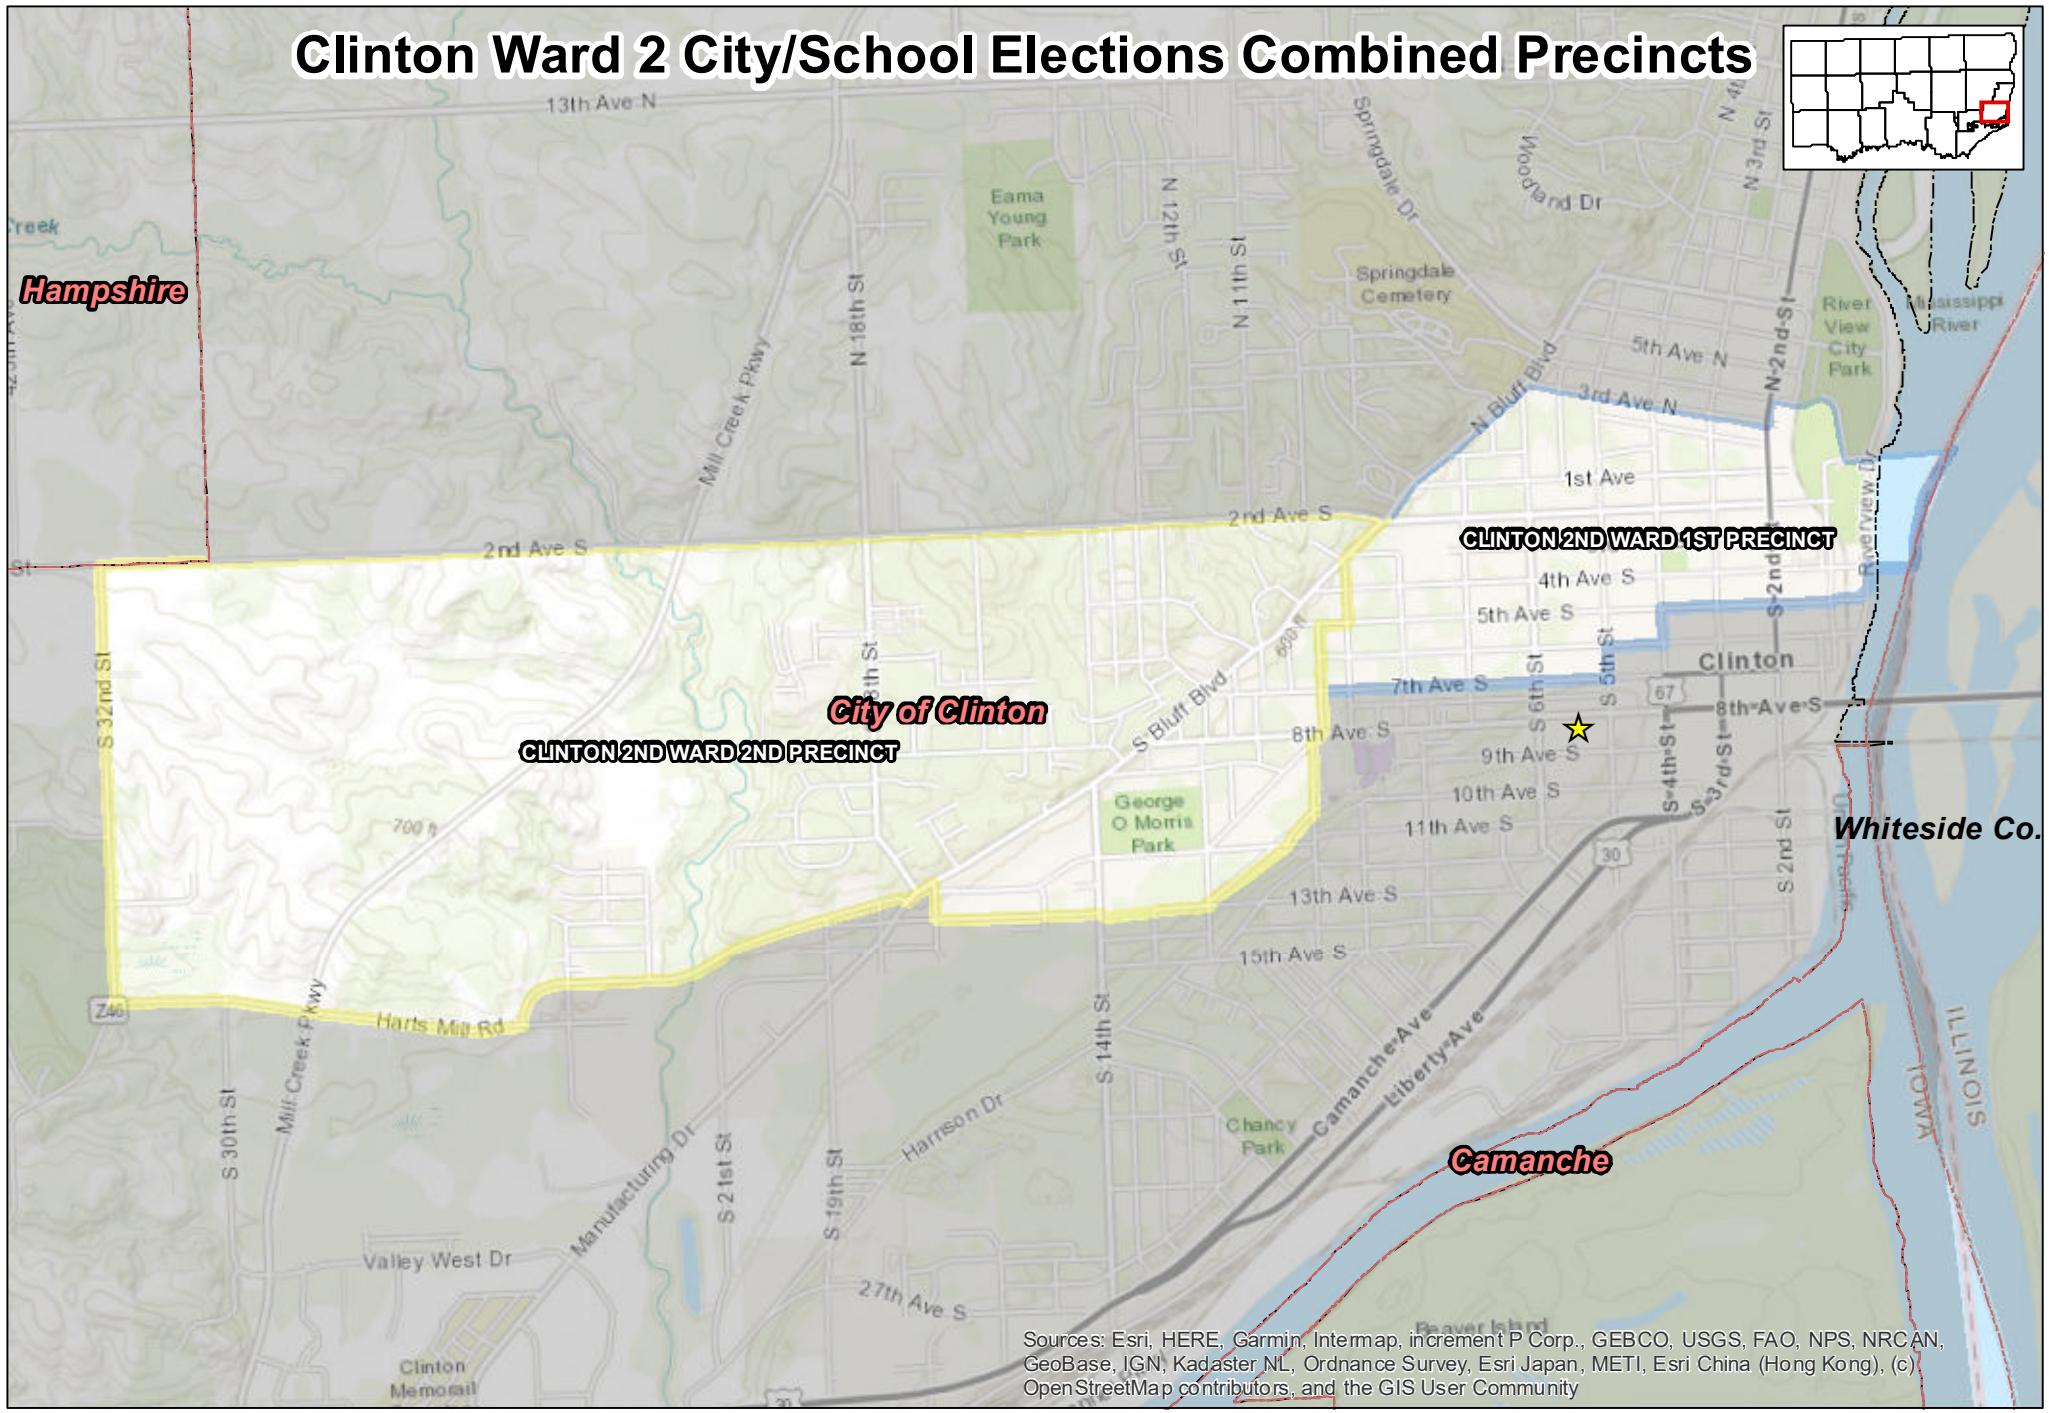 Clinton Ward 2 City/School Elections Combined Precincts
13th Ave N
Springdale Dr
Woodland Dr
N 3rd St
Eama
Young
Park
N 12th St
N 11th St
Springdale
Cemetery
Creek
Hampshire
N 18th St
Mill Creek Pkwy
N Bluff Blvd
5th Ave N
3rd Ave N
N 2nd St
River
View
City
Park
Mississippi
River
1st Ave
2nd Ave S
2nd Ave S
CLINTON 2ND WARD 1ST PRECINCT
Riverview Dr
St
4th Ave S
5th Ave S
S 2nd
600 ft
S 32nd St
8th St
City of Clinton
CLINTON 2ND WARD 2ND PRECINCT
S Bluff Blvd
7th Ave S
S 6th St
S 5th St
Clinton
67
8th Ave S
8th Ave S
9th Ave S
S 4th St
S 3rd St
10th Ave S
11th Ave S
George
O Morris
Park
700 ft
30
S 2nd St
Whiteside Co.
13th Ave S
15th Ave S
Z46
Harts Mill Rd
Mill Creek Pkwy
S 30th St
S 14th St
Camanche Ave
Liberty Ave
ILLINOIS
IOWA
Harrison Dr
Chancy
Park
Camanche
Manufacturing Dr
S 21st St
S 19th St
Valley West Dr
27th Ave S
Clinton
Memorail
Beaver Island
Sources: Esri, HERE, Garmin, Intermap, increment P Corp., GEBCO, USGS, FAO, NPS, NRCAN,
GeoBase, IGN, Kadaster NL, Ordnance Survey, Esri Japan, METI, Esri China (Hong Kong), (c)
OpenStreetMap contributors, and the GIS User Community